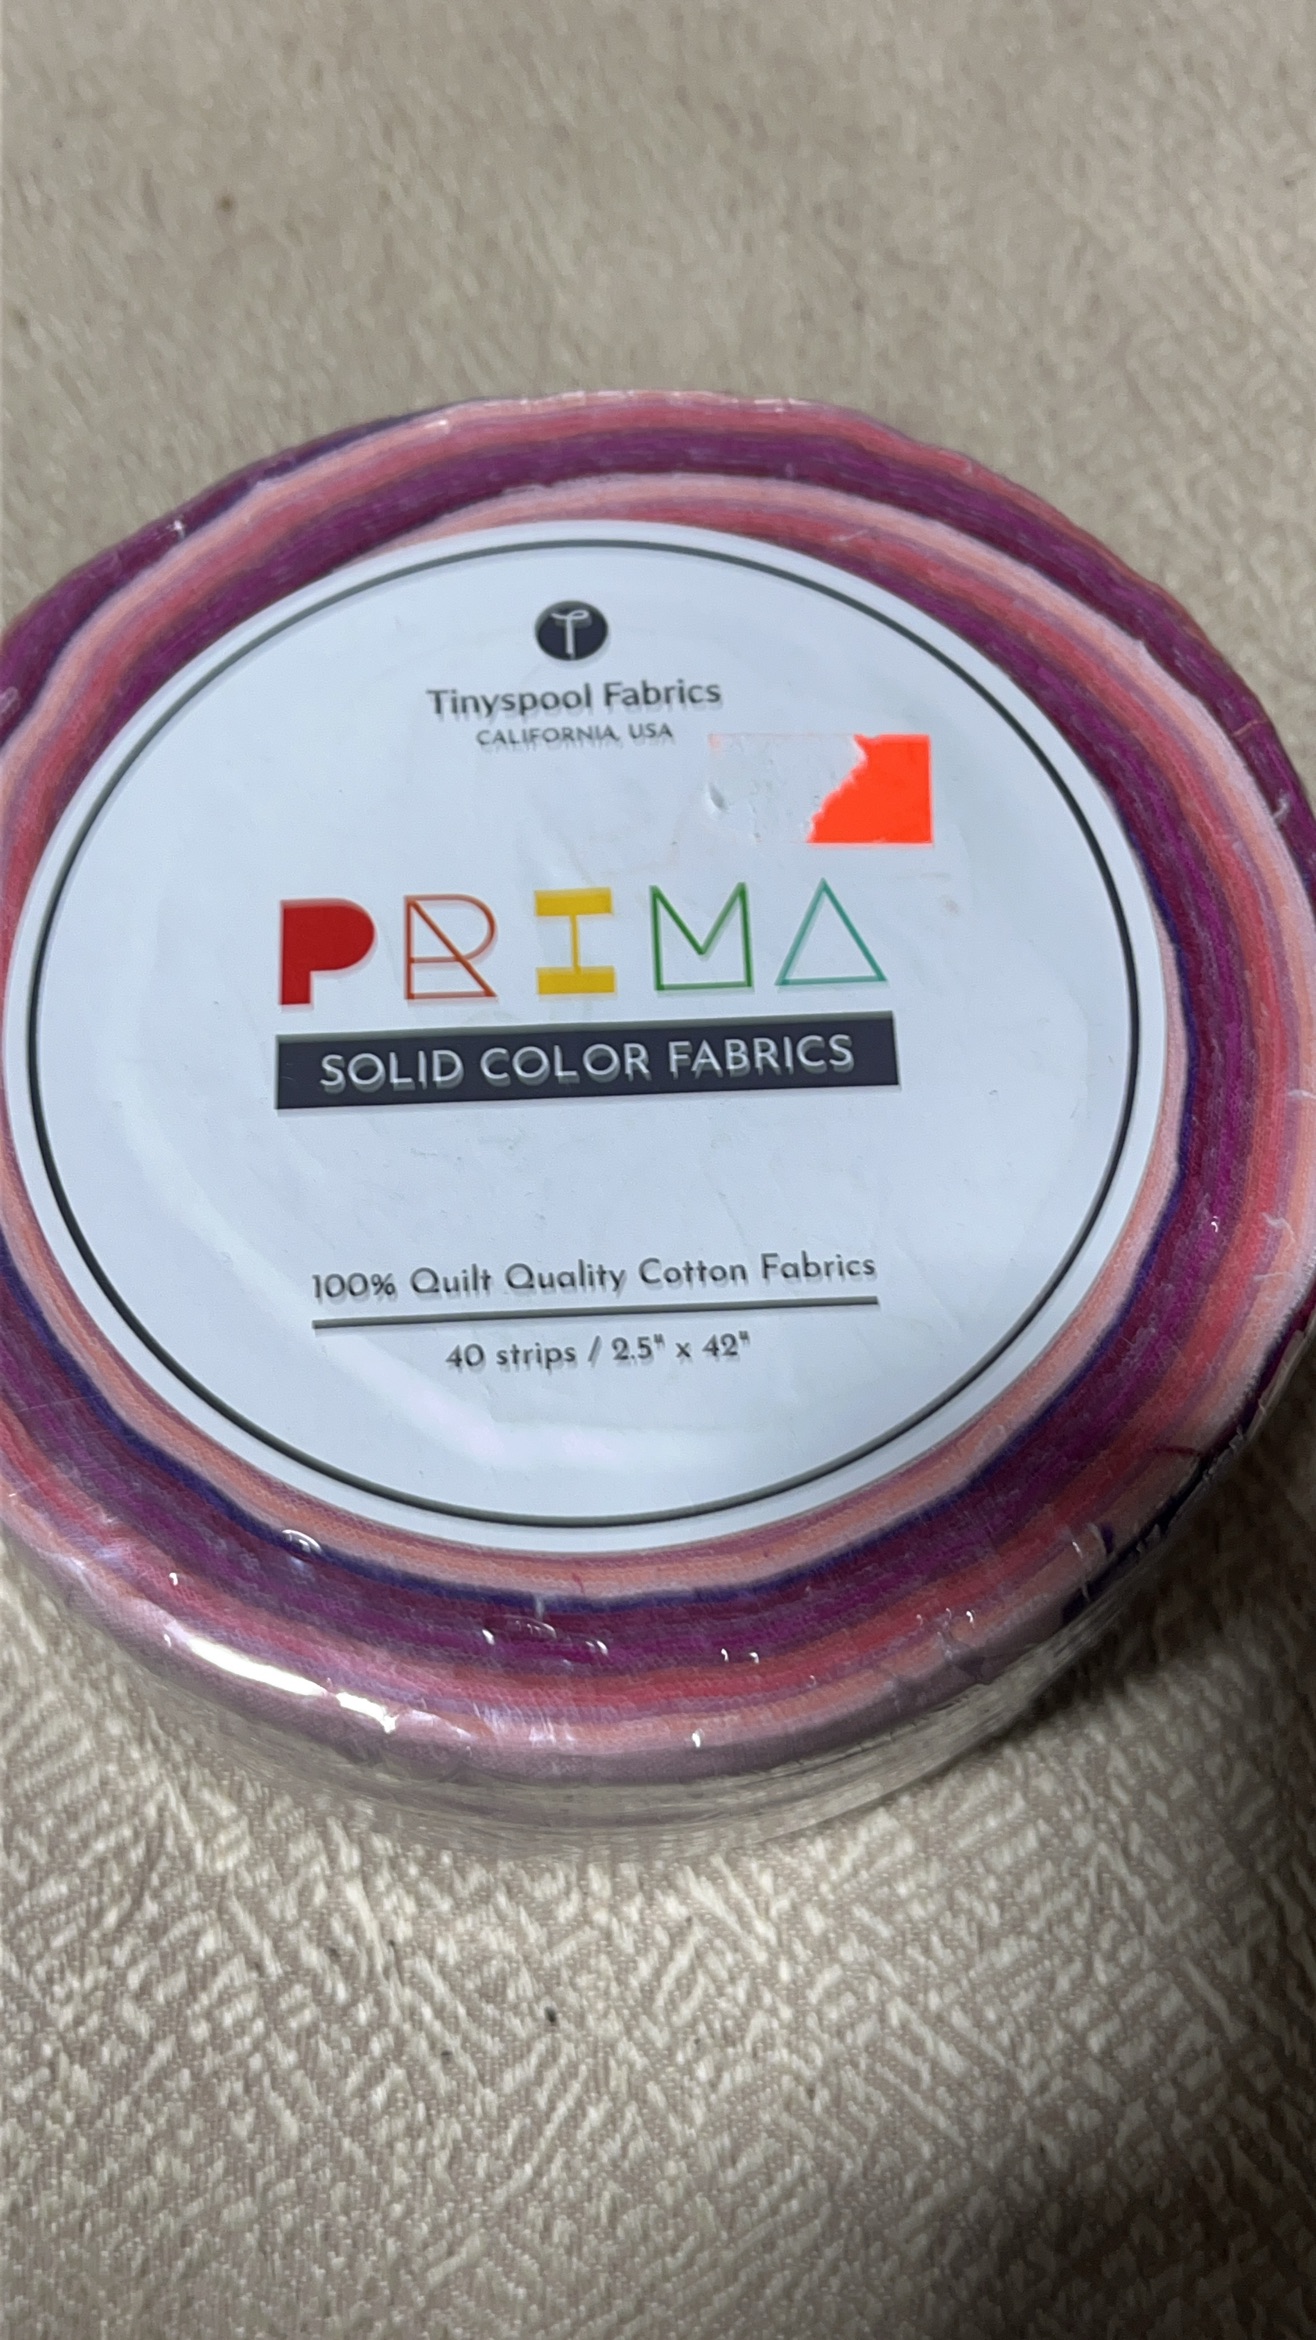 T
Tinyspool Fabrics
CALIFORNIA, USA
PRIMA
SOLID COLOR FABRICS
100% Quilt Quality Cotton Fabrics
40 strips / 2.5" x 42"